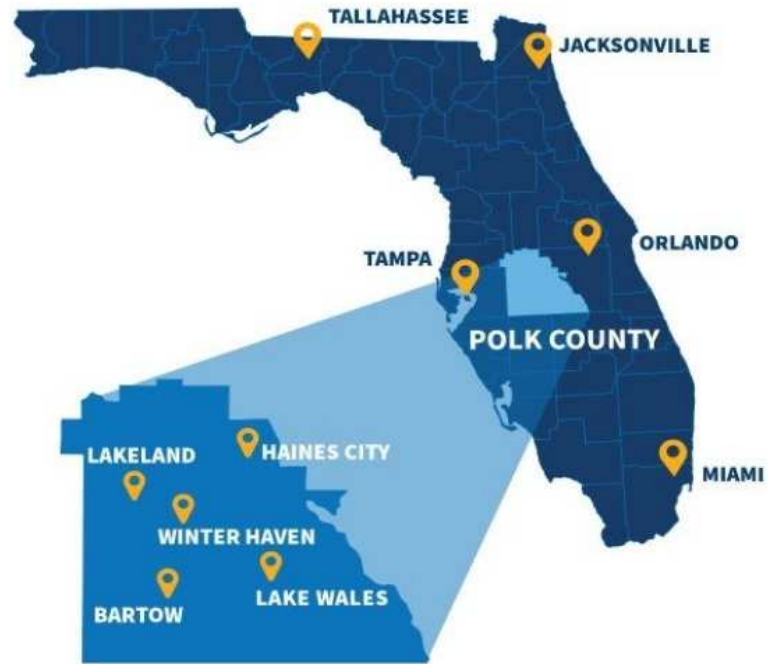 TALLAHASSEE
JACKSONVILLE
ORLANDO
TAMPA
POLK COUNTY
MIAMI
LAKELAND
HAINES CITY
WINTER HAVEN
LAKE WALES
BARTOW